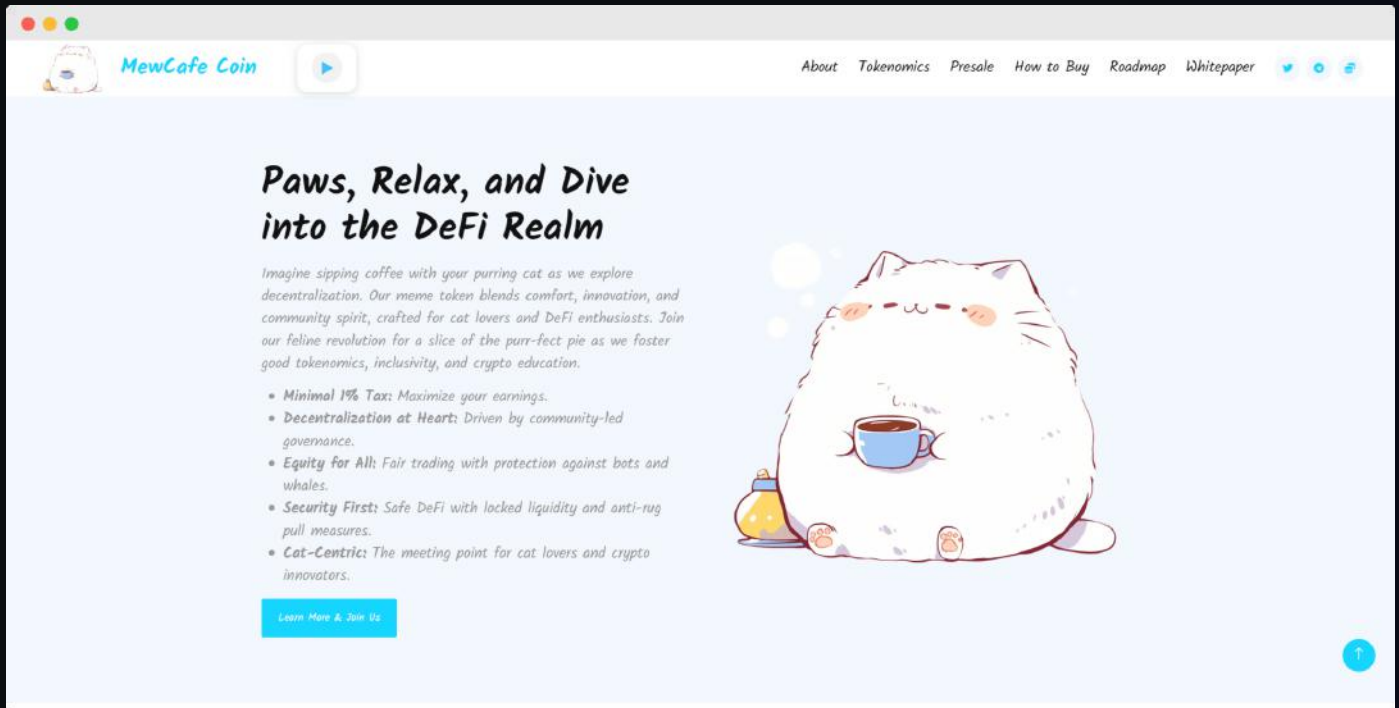 MewCafe Coin
About Tokenomics Presale How to Buy Roadmap Whitepaper
Paws, Relax, and Dive
into the DeFi Realm
Imagine sipping coffee with your purring cat as we explore
decentralization. Our meme token blends comfort, innovation, and
community spirit, crafted for cat lovers and DeFi enthusiasts. Join
our feline revolution for a slice of the purr-fect pie as we foster
good tokenomics, inclusivity, and crypto education.
• Minimal 1% Tax: Maximize your earnings.
• Decentralization at Heart: Driven by community-led
governance.
• Equity for All: Fair trading with protection against bots and
whales.
• Security First: Safe DeFi with locked liquidity and anti-rug
pull measures.
• Cat-Centric: The meeting point for cat lovers and crypto
innovators.
Learn More & Join Us